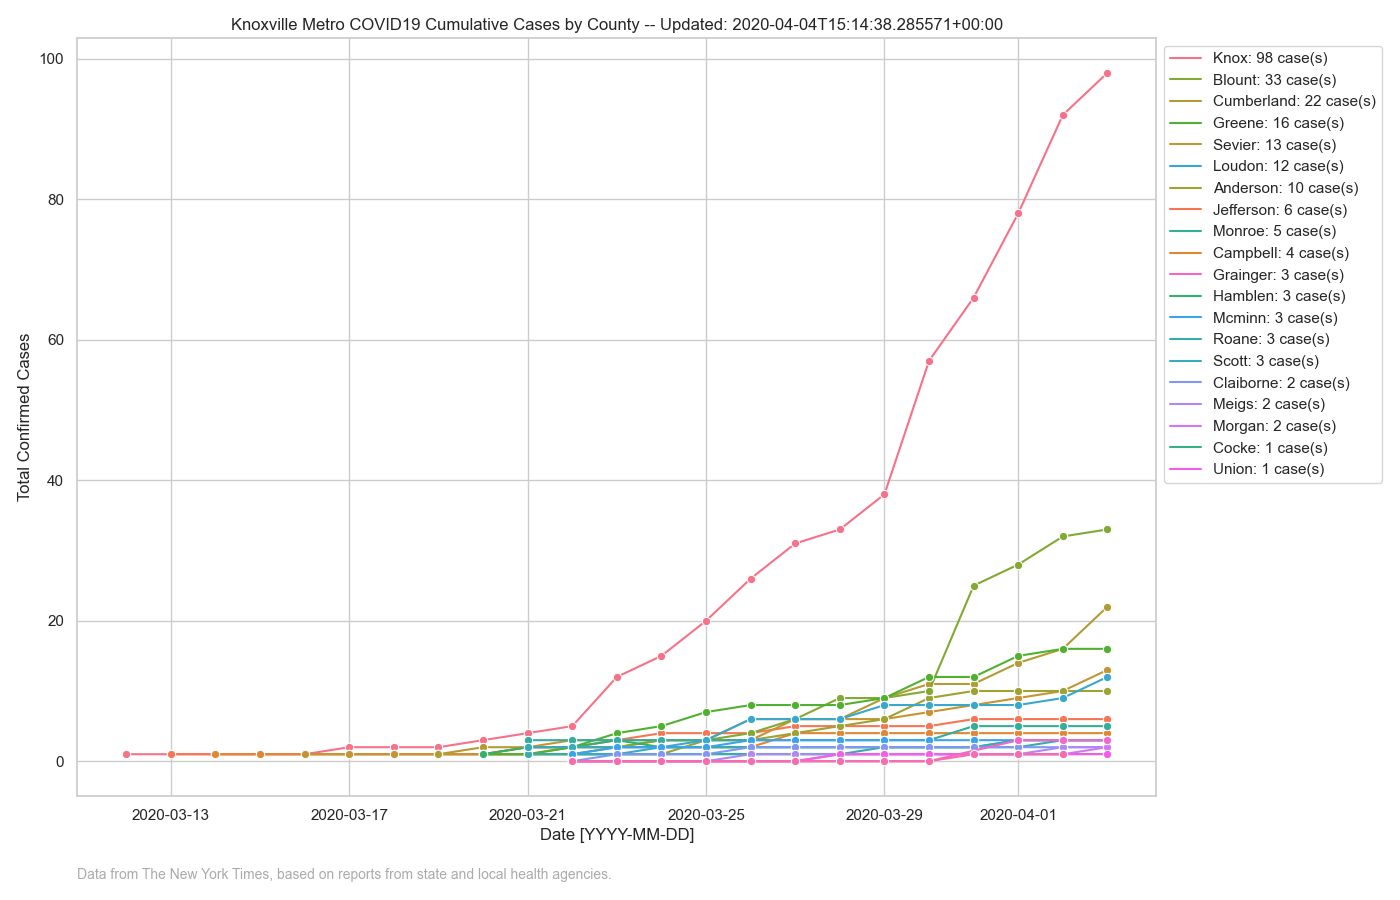 Knoxville Metro COVID19 Cumulative Cases by County -- Updated: 2020-04-04T15:14:38.285571+00:00
100
80
60
40
20
0
Total Confirmed Cases
2020-03-13
2020-03-17
2020-03-21
2020-03-25
2020-03-29
2020-04-01
Date [YYYY-MM-DD]
Knox: 98 case(s)
Blount: 33 case(s)
Cumberland: 22 case(s)
Greene: 16 case(s)
Sevier: 13 case(s)
Loudon: 12 case(s)
Anderson: 10 case(s)
Jefferson: 6 case(s)
Monroe: 5 case(s)
Campbell: 4 case(s)
Grainger: 3 case(s)
Hamblen: 3 case(s)
Mcminn: 3 case(s)
Roane: 3 case(s)
Scott: 3 case(s)
Claiborne: 2 case(s)
Meigs: 2 case(s)
Morgan: 2 case(s)
Cocke: 1 case(s)
Union: 1 case(s)
Data from The New York Times, based on reports from state and local health agencies.